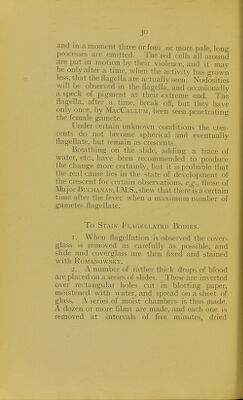 30
and in a moment three or four or more pale, long
processes are emitted. The red cells all around
are put in motion by their violence, and it may
be only after a time, when the activity has grown
less, that the flagella are actually seen. Nodosities
will be observed in the flagella, and occasionally
a speck of pigment at their extreme end. The
flagella, after a time, break off, but they have
only once, by MacCallum, been seen penetrating
the female gamete.
Under certain unknown conditions the cres-
cents do not become spherical and eventually
flagellate, but remain as crescents.
Breathing on the slide, adding a trace of
water, etc., have been recommended to produce
the change more certainly, but it is probable that
the real cause lies in the state of development of
the crescent for certain observations, e.g., those of
Major Buchanan, I.M.S., shew that there is a certain
time after the fever when a maximum number of
gametes flagellate.
To Stain Flagellated Bodies.
1. When flagellation is observed the cover-
glass is removed as carefully as possible, and
slide and coverglass are then fixed and stained
with Romanowsky.
2. A number of rather thick drops of blood
are placed on a series of slides. These are inverted
over rectangular holes cut in blotting paper,
moistened with water, and spread on a sheet of
glass. A series of moist chambers is thus made.
A dozen or more films are made, and each one is
removed at intervals of five minutes, dried